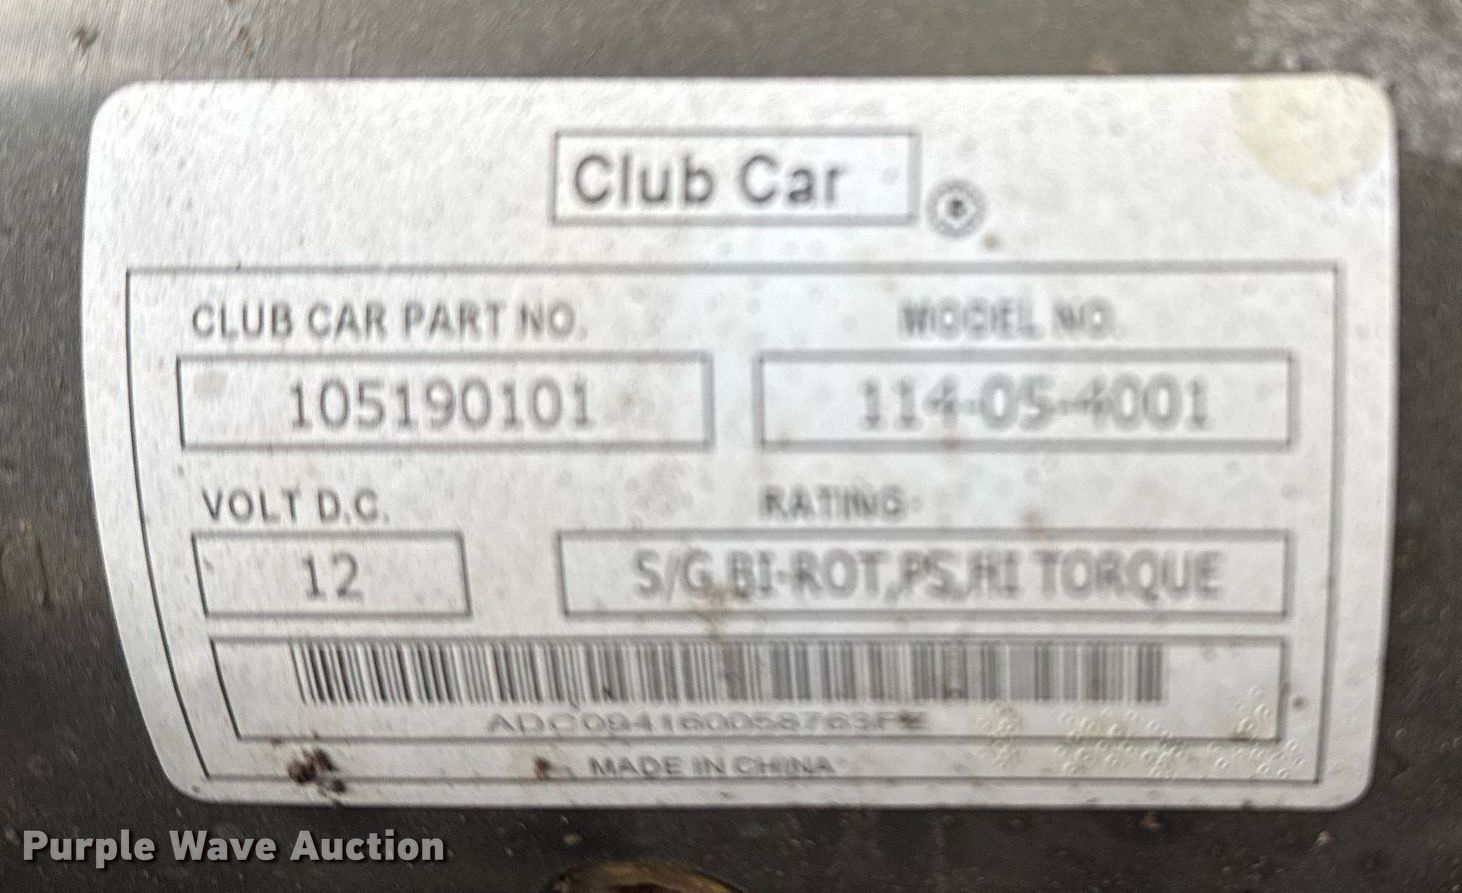 Club Car
CLUB CAR PART NO.
MODEL NO.
105190101
114-05-4001
VOLT D.C.
RATING
12
S/G,BI-ROT,PS,HI TORQUE
MADE IN CHINA
Purple Wave Auction